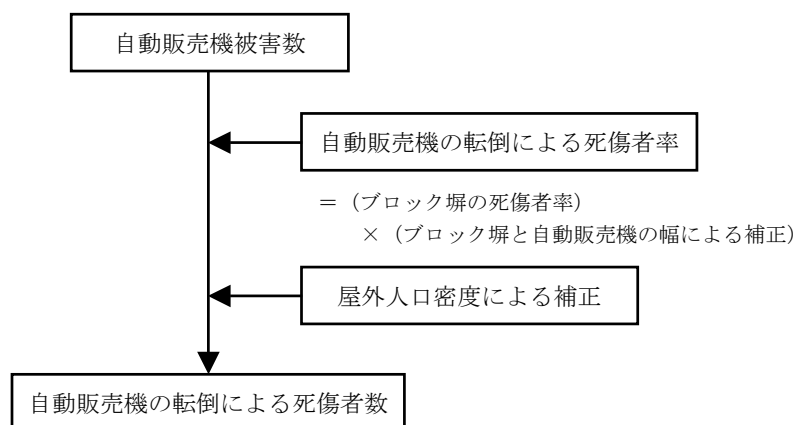 自動販売機被害数
自動販売機の転倒による死傷者率
＝（ブロック塀の死傷者率）
×（ブロック塀と自動販売機の幅による補正）
屋外人口密度による補正
自動販売機の転倒による死傷者数